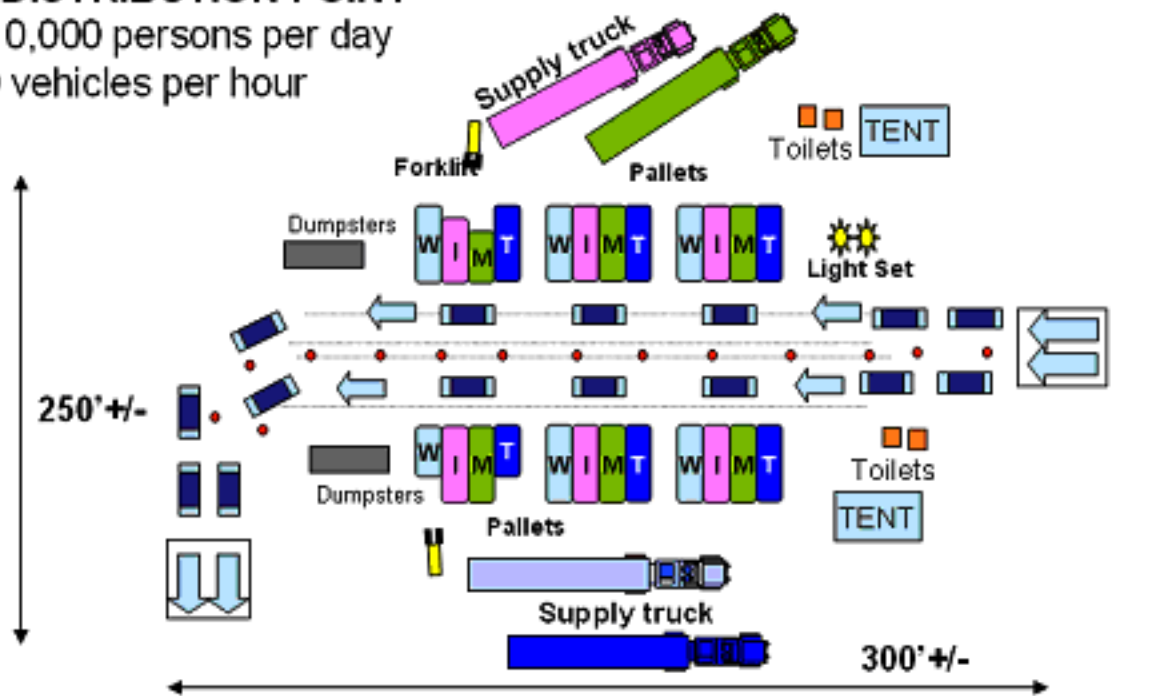 0,000 persons per day
vehicles per hour
Supply truck
Toilets
TENT
Forklift
Pallets
Dumpsters
W I M T
W I M T
W I M T
Light Set
250'+/-
W I M T
W I M T
W I M T
Toilets
Dumpsters
TENT
Pallets
Supply truck
300'+/-